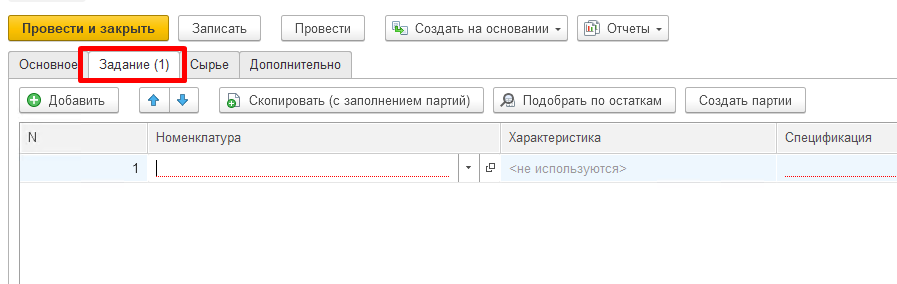 Провести и закрыть Записать Провести Создать на основании Отчеты
Основное Задание (1) Сырье Дополнительно
Добавить Скопировать (с заполнением партий) Подобрать по остаткам Создать партии
N Номенклатура Характеристика Спецификация
1 <не используются>